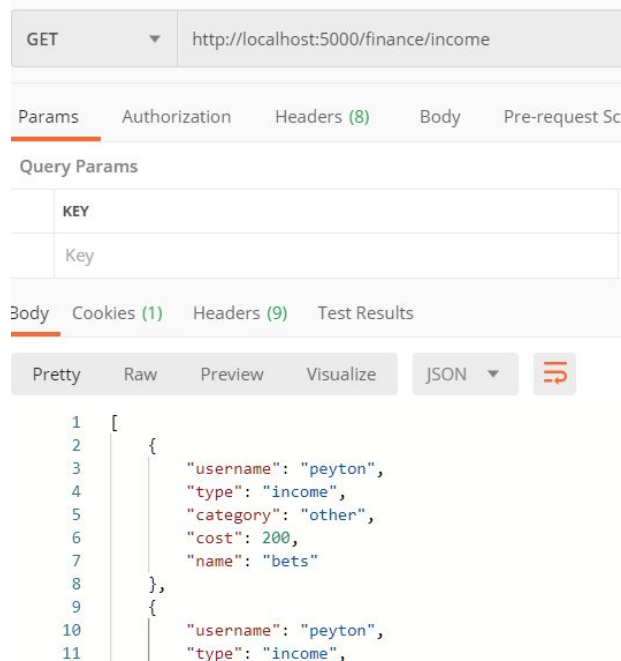 GET http://localhost:5000/finance/income
Params Authorization Headers (8) Body Pre-request Sc
Query Params
KEY
Key
Body Cookies (1) Headers (9) Test Results
Pretty Raw Preview Visualize JSON
1 [
2 {
3 "username": "peyton",
4 "type": "income",
5 "category": "other",
6 "cost": 200,
7 "name": "bets"
8 },
9 {
10 "username": "peyton",
11 "type": "income",